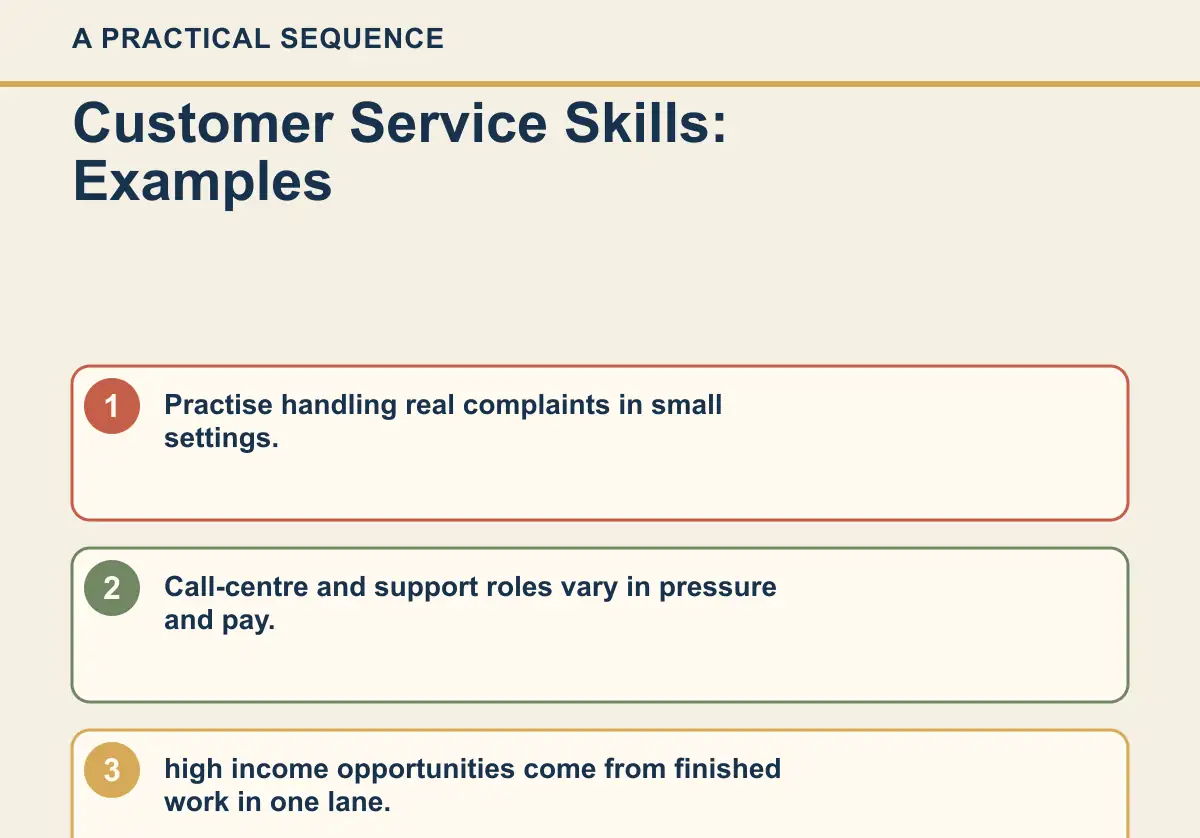 A PRACTICAL SEQUENCE
Customer Service Skills:
Examples
1
Practise handling real complaints in small
settings.
2
Call-centre and support roles vary in pressure
and pay.
3
high income opportunities come from finished
work in one lane.